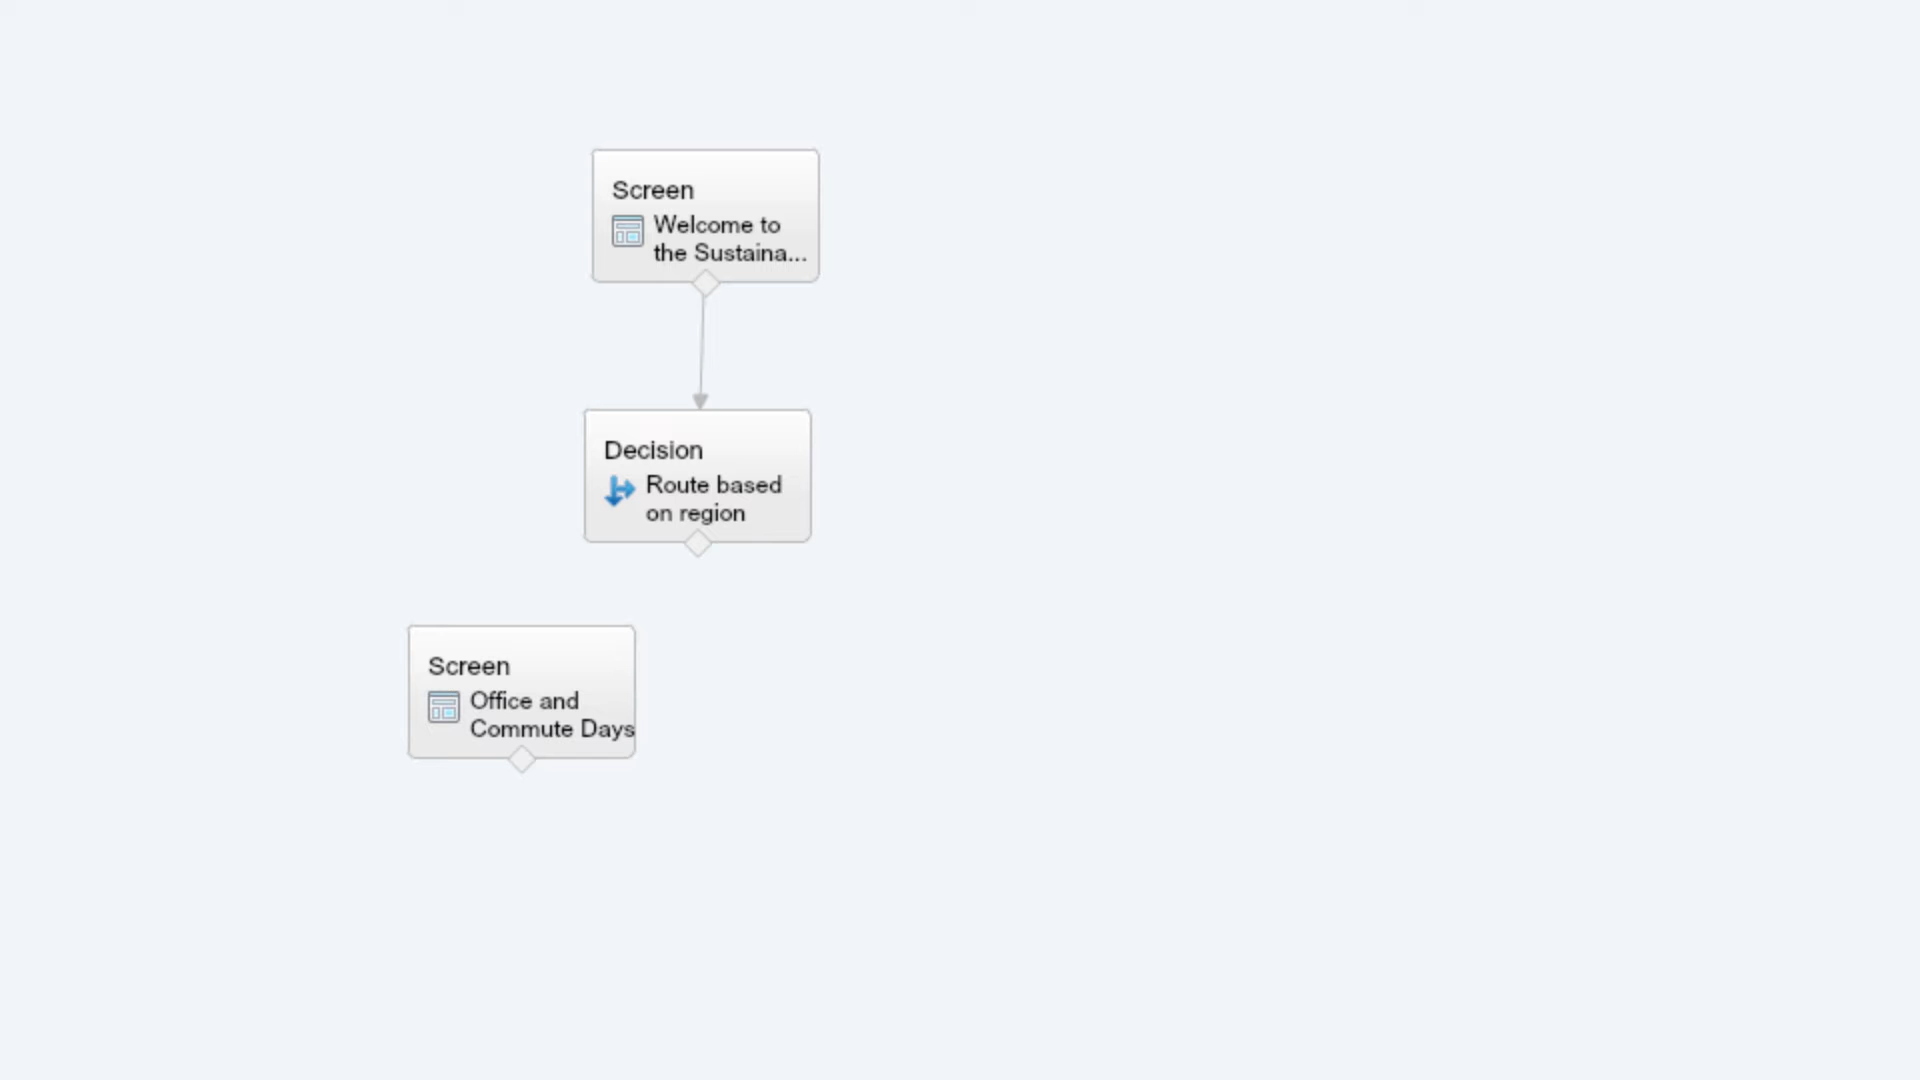 Screen
Welcome to
the Sustaina...
Decision
Route based
on region
Screen
Office and
Commute Days